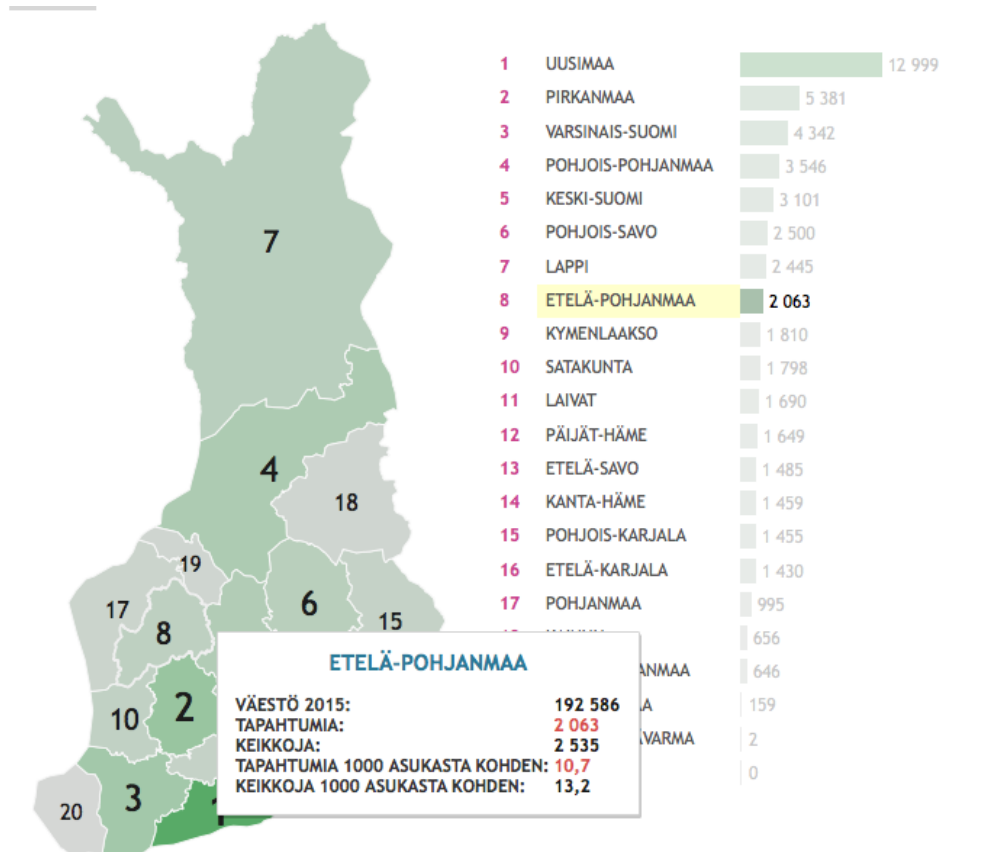 1 UUSIMAA 12 999
2 PIRKANMAA 5 381
3 VARSINAIS-SUOMI 4 342
4 POHJOIS-POHJANMAA 3 546
5 KESKI-SUOMI 3 101
6 POHJOIS-SAVO 2 500
7 LAPPI 2 445
8 ETELÄ-POHJANMAA 2 063
9 KYMENLAAKSO 1 810
10 SATAKUNTA 1 798
11 LAIVAT 1 690
12 PÄIJÄT-HÄME 1 649
13 ETELÄ-SAVO 1 485
14 KANTA-HÄME 1 459
15 POHJOIS-KARJALA 1 455
16 ETELÄ-KARJALA 1 430
17 POHJANMAA 995
656
ANMAA 646
A 159
VARMA 2
0
7
4
18
19
17
8
6
15
10
2
20
3
ETELÄ-POHJANMAA
VÄESTÖ 2015: 192 586
TAPAHTUMIA: 2 063
KEIKKOJA: 2 535
TAPAHTUMIA 1000 ASUKASTA KOHDEN: 10,7
KEIKKOJA 1000 ASUKASTA KOHDEN: 13,2